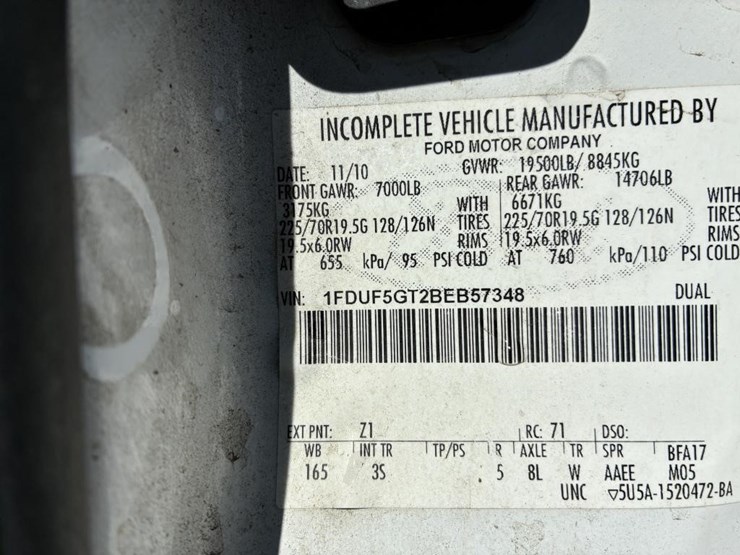 INCOMPLETE VEHICLE MANUFACTURED BY
FORD MOTOR COMPANY
DATE: 11/10 GVWR: 19500LB/ 8845KG
FRONT GAWR: 7000LB REAR GAWR: 14706LB
3175KG WITH 6671KG WITH
225/70R19.5G 128/126N TIRES 225/70R19.5G 128/126N TIRES
19.5x6.0RW RIMS 19.5x6.0RW RIMS
AT 655 kPa/ 95 PSI COLD AT 760 kPa/110 PSI COLD
VIN: 1FDUF5GT2BEB57348 DUAL
EXT PNT: Z1 RC: 71 DSO:
WB INT TR TP/PS R AXLE TR SPR BFA17
165 3S 5 8L W AAEE M05
UNC ▽5U5A-1520472-BA